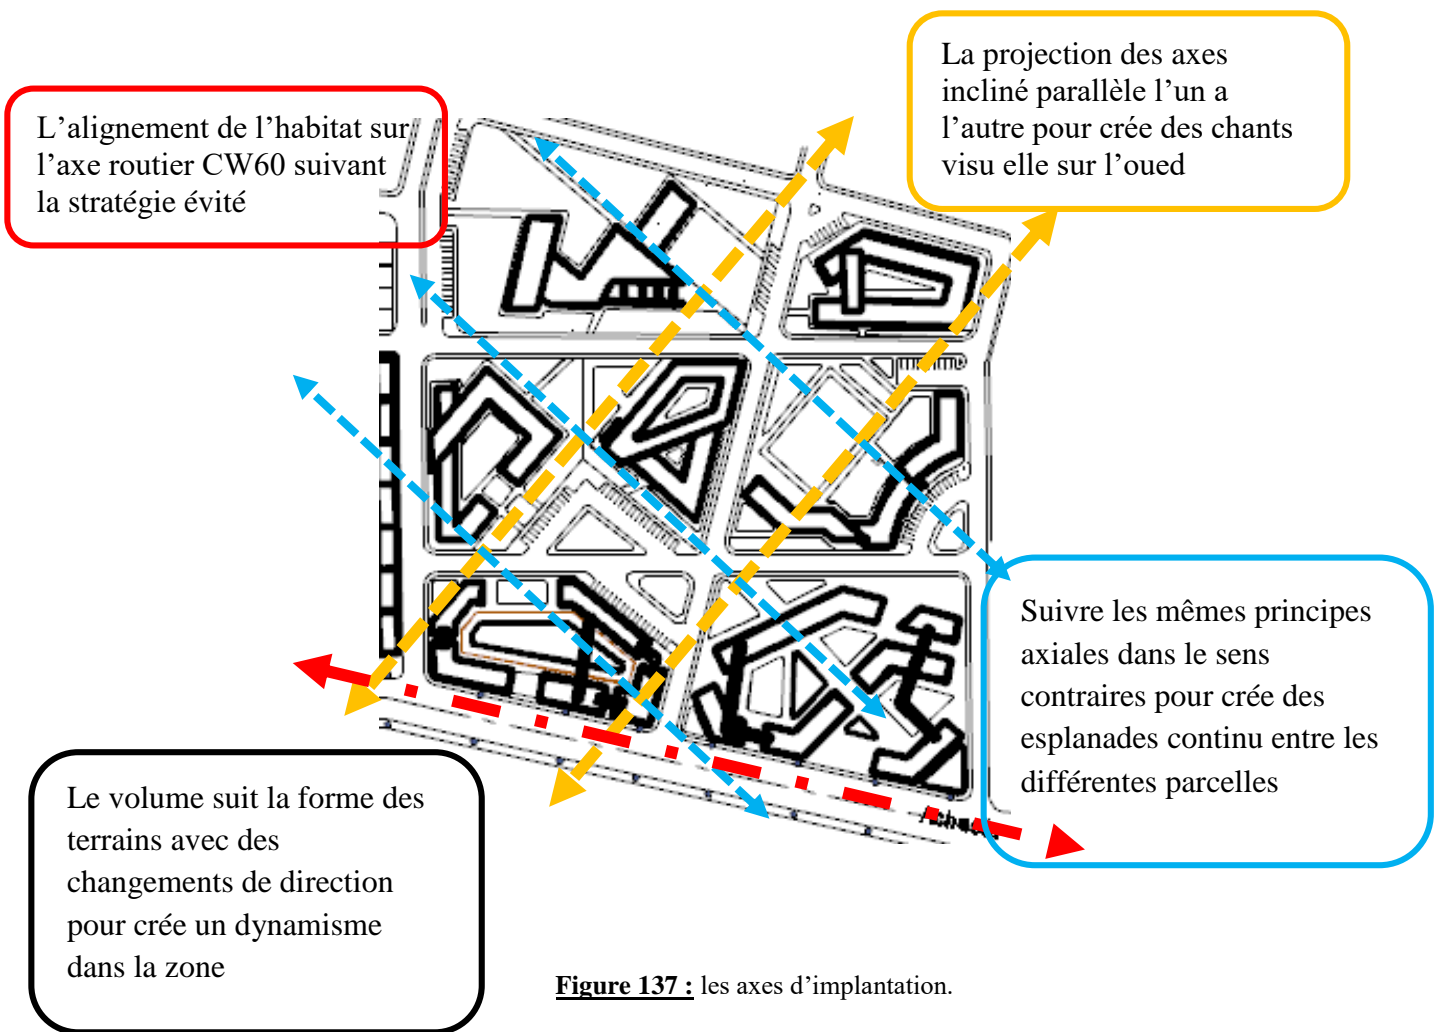 La projection des axes
incliné parallèle l’un a
l’autre pour crée des chants
visu elle sur l’oued
L’alignement de l’habitat sur
l’axe routier CW60 suivant
la stratégie évité
Suivre les mêmes principes
axiales dans le sens
contraires pour crée des
esplanades continu entre les
différentes parcelles
Le volume suit la forme des
terrains avec des
changements de direction
pour crée un dynamisme
dans la zone
Figure 137 : les axes d’implantation.